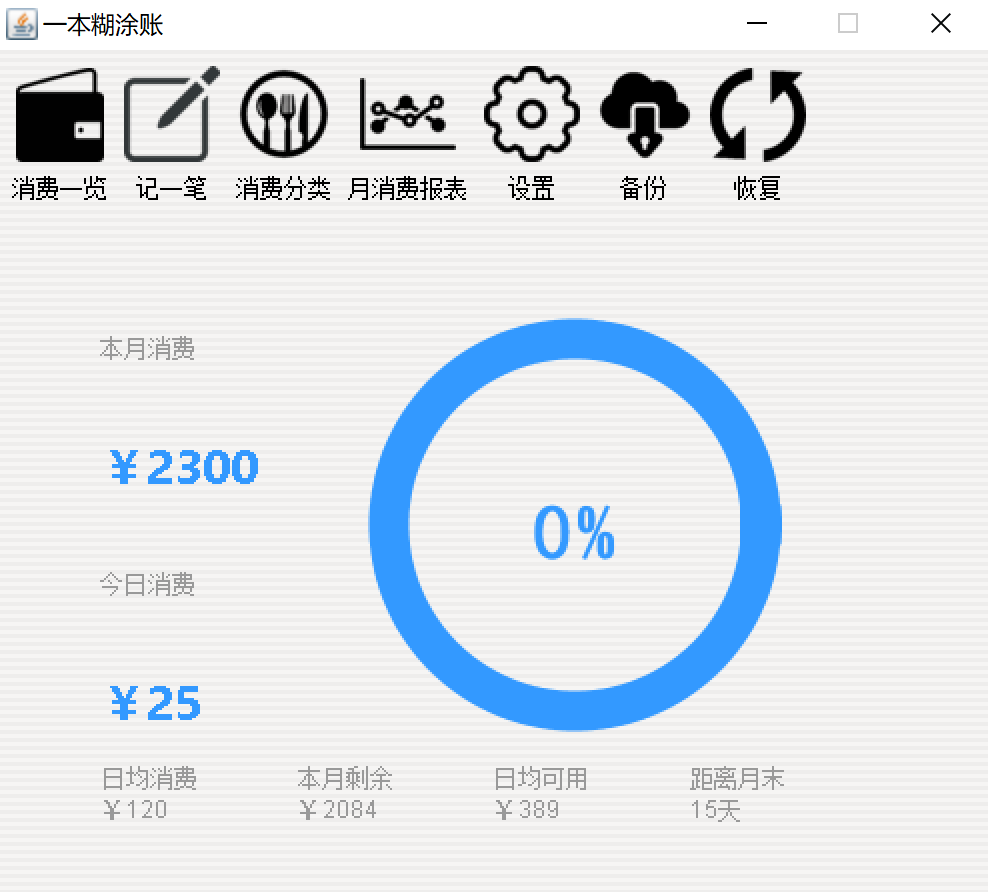 一本糊涂账
消费一览 记一笔 消费分类 月消费报表 设置 备份 恢复
本月消费
￥2300
0%
今日消费
￥25
日均消费 本月剩余 日均可用 距离月末
￥120 ￥2084 ￥389 15天